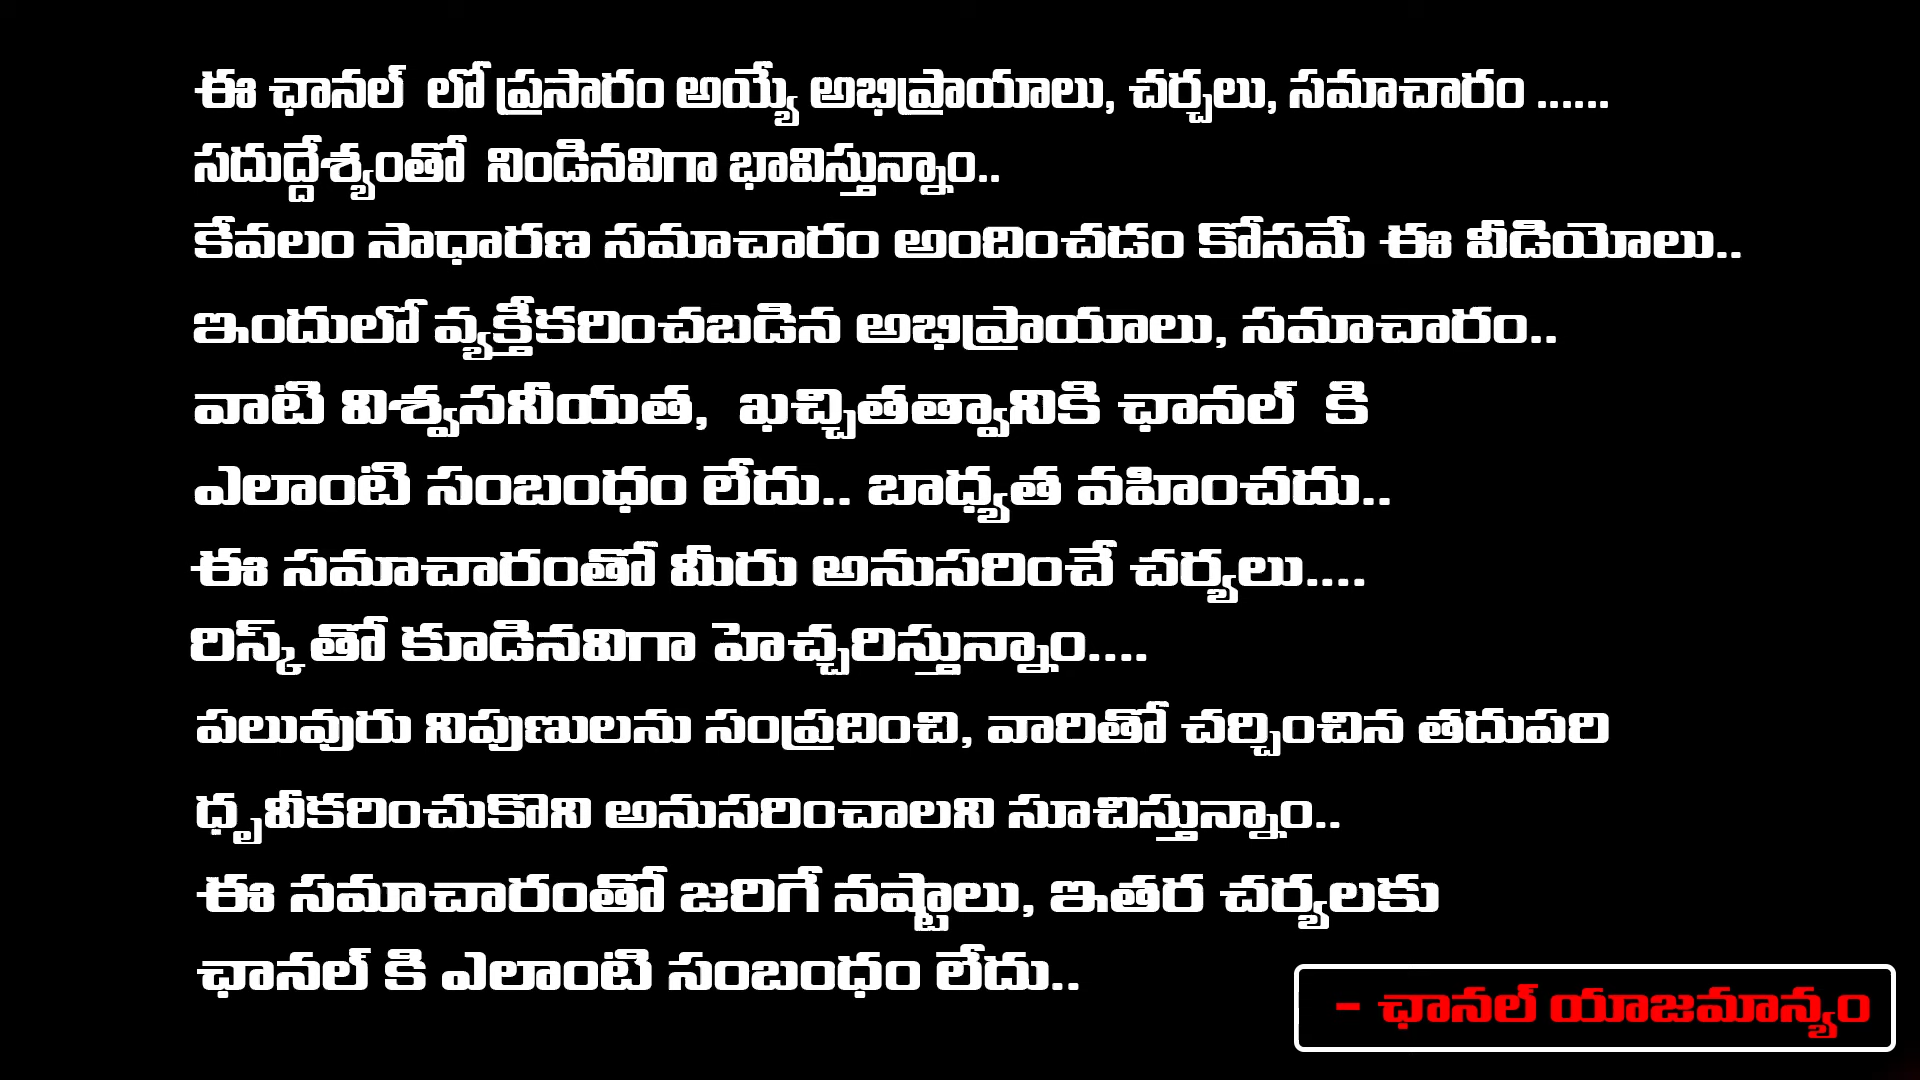 ఈ ఛానల్ లో ప్రసారం అయ్యే అభిప్రాయాలు, చర్చలు, సమాచారం ......
సదుద్దేశ్యంతో నిండినవిగా భావిస్తున్నాం..
కేవలం సాధారణ సమాచారం అందించడం కోసమే ఈ వీడియోలు..
ఇందులో వ్యక్తీకరించబడిన అభిప్రాయాలు, సమాచారం..
వాటి విశ్వసనీయత, ఖచ్చితత్వానికి ఛానల్ కి
ఎలాంటి సంబంధం లేదు.. బాధ్యత వహించదు..
ఈ సమాచారంతో మీరు అనుసరించే చర్యలు....
రిస్క్ తో కూడినవిగా హెచ్చరిస్తున్నాం....
పలువురు నిపుణులను సంప్రదించి, వారితో చర్చించిన తదుపరి
ధృవీకరించుకొని అనుసరించాలని సూచిస్తున్నాం..
ఈ సమాచారంతో జరిగే నష్టాలు, ఇతర చర్యలకు
ఛానల్ కి ఎలాంటి సంబంధం లేదు..
- ఛానల్ యాజమాన్యం